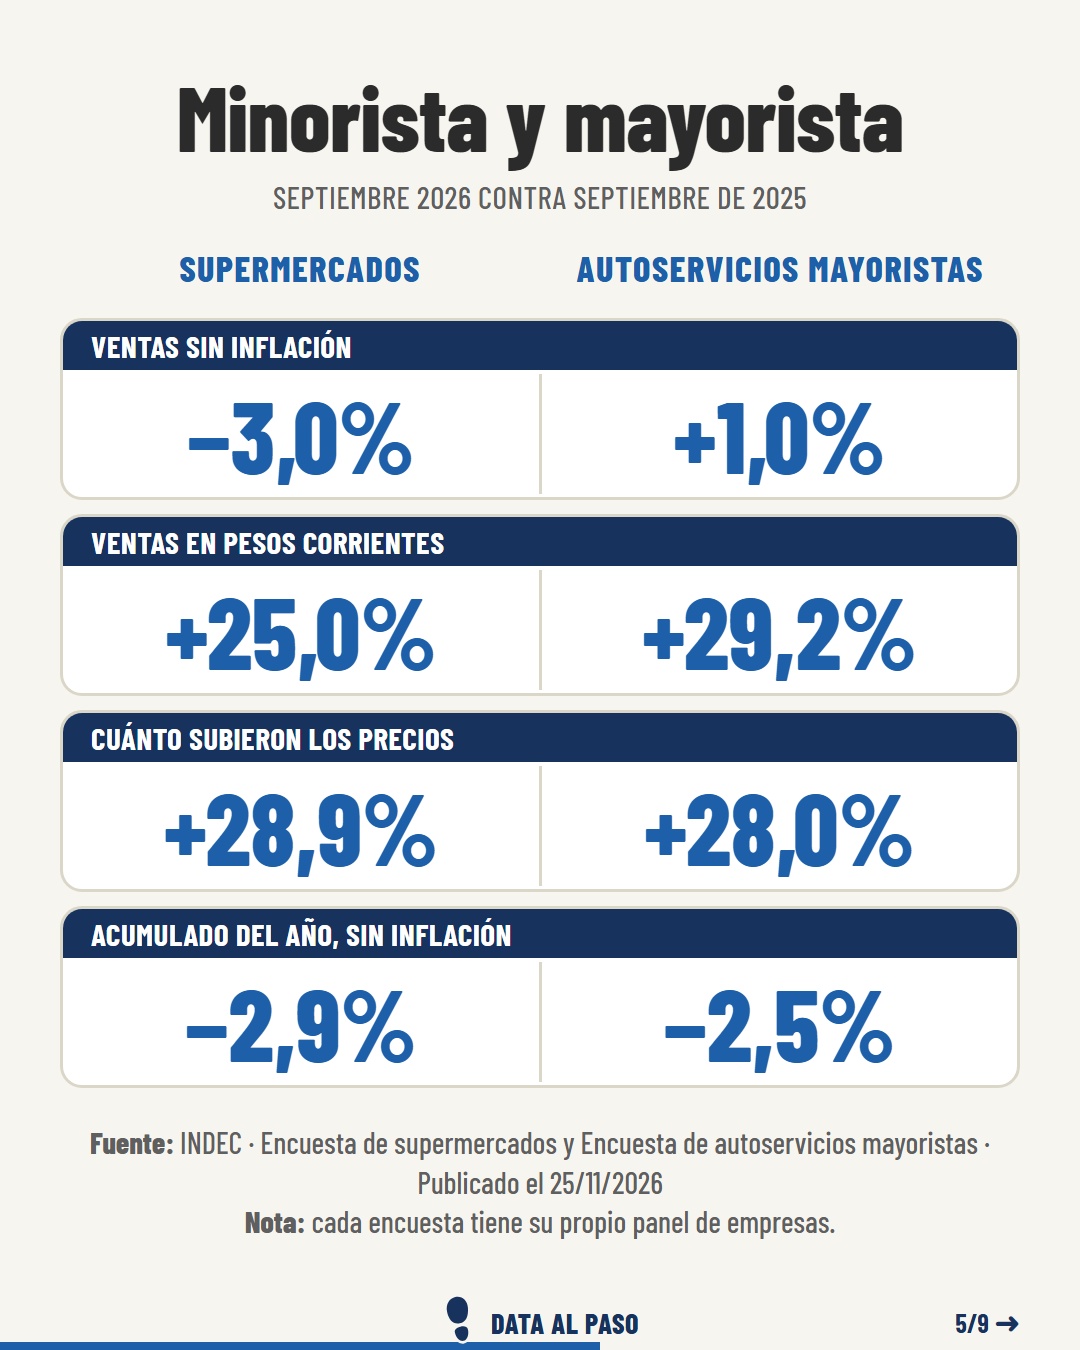 Minorista y mayorista
SEPTIEMBRE 2026 CONTRA SEPTIEMBRE DE 2025
SUPERMERCADOS
AUTOSERVICIOS MAYORISTAS
VENTAS SIN INFLACIÓN
−3,0%
+1,0%
VENTAS EN PESOS CORRIENTES
+25,0%
+29,2%
CUÁNTO SUBIERON LOS PRECIOS
+28,9%
+28,0%
ACUMULADO DEL AÑO, SIN INFLACIÓN
−2,9%
−2,5%
Fuente: INDEC · Encuesta de supermercados y Encuesta de autoservicios mayoristas ·
Publicado el 25/11/2026
Nota: cada encuesta tiene su propio panel de empresas.
DATA AL PASO
5/9 →